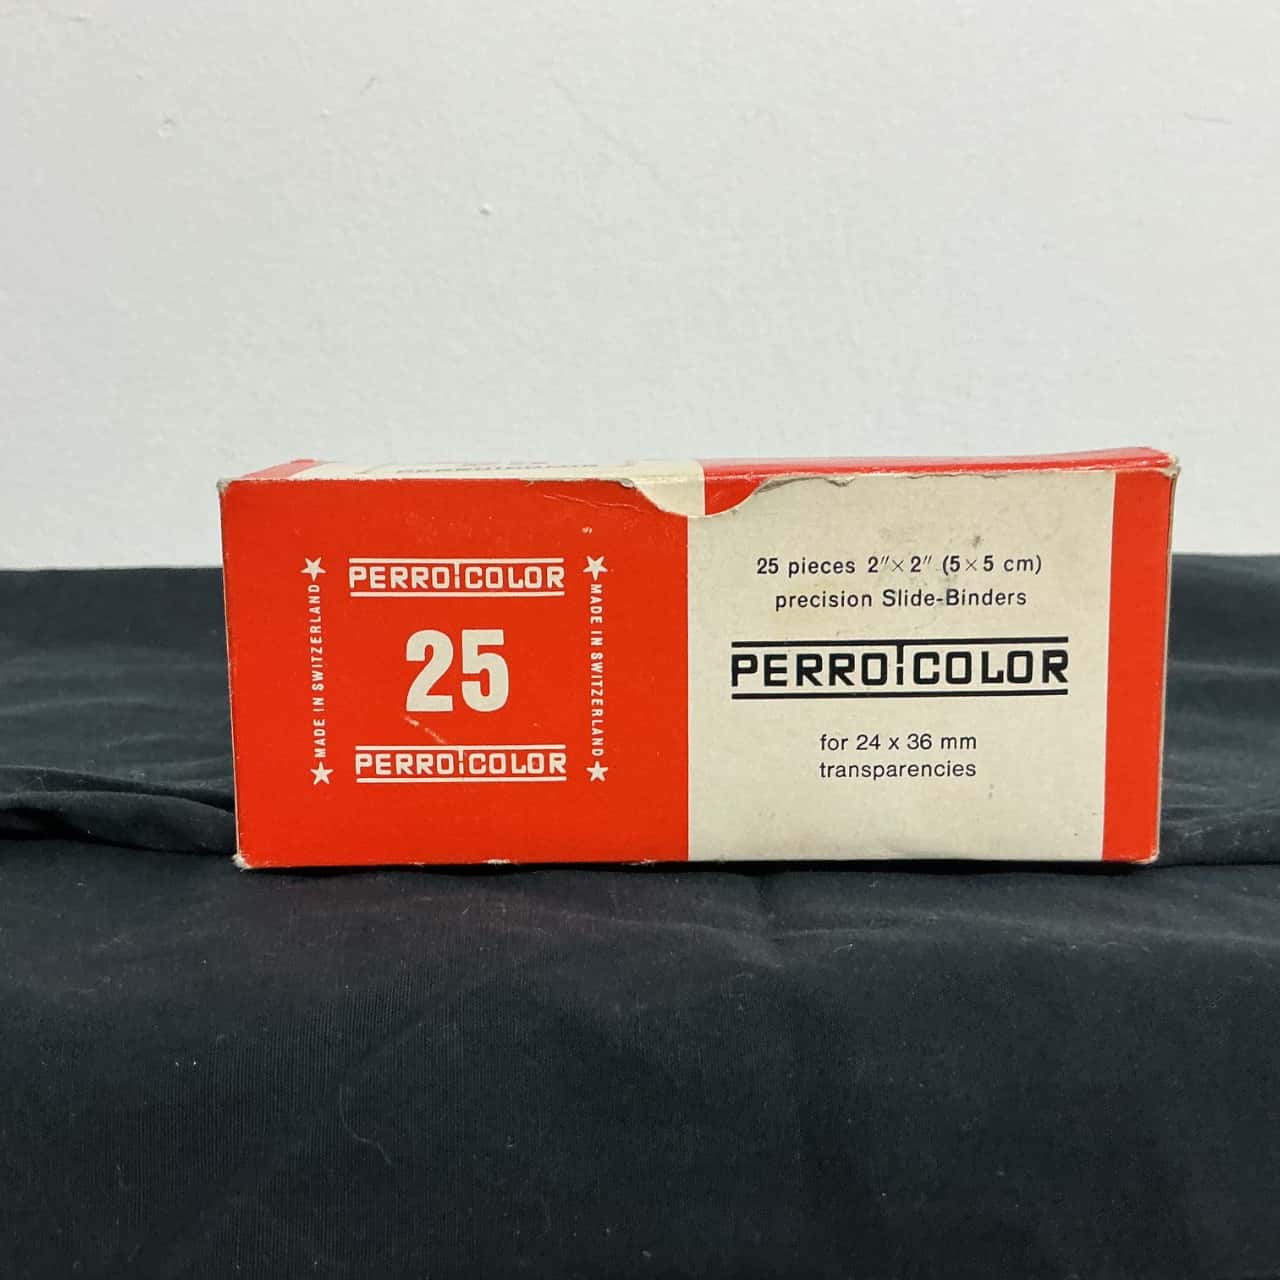 PERROTCOLOR
★ MADE IN SWITZERLAND ★
PERROTCOLOR
25
PERROTCOLOR
★ MADE IN SWITZERLAND ★
25 pieces 2″ × 2″ (5 × 5 cm)
precision Slide-Binders
PERROTCOLOR
for 24 x 36 mm
transparencies